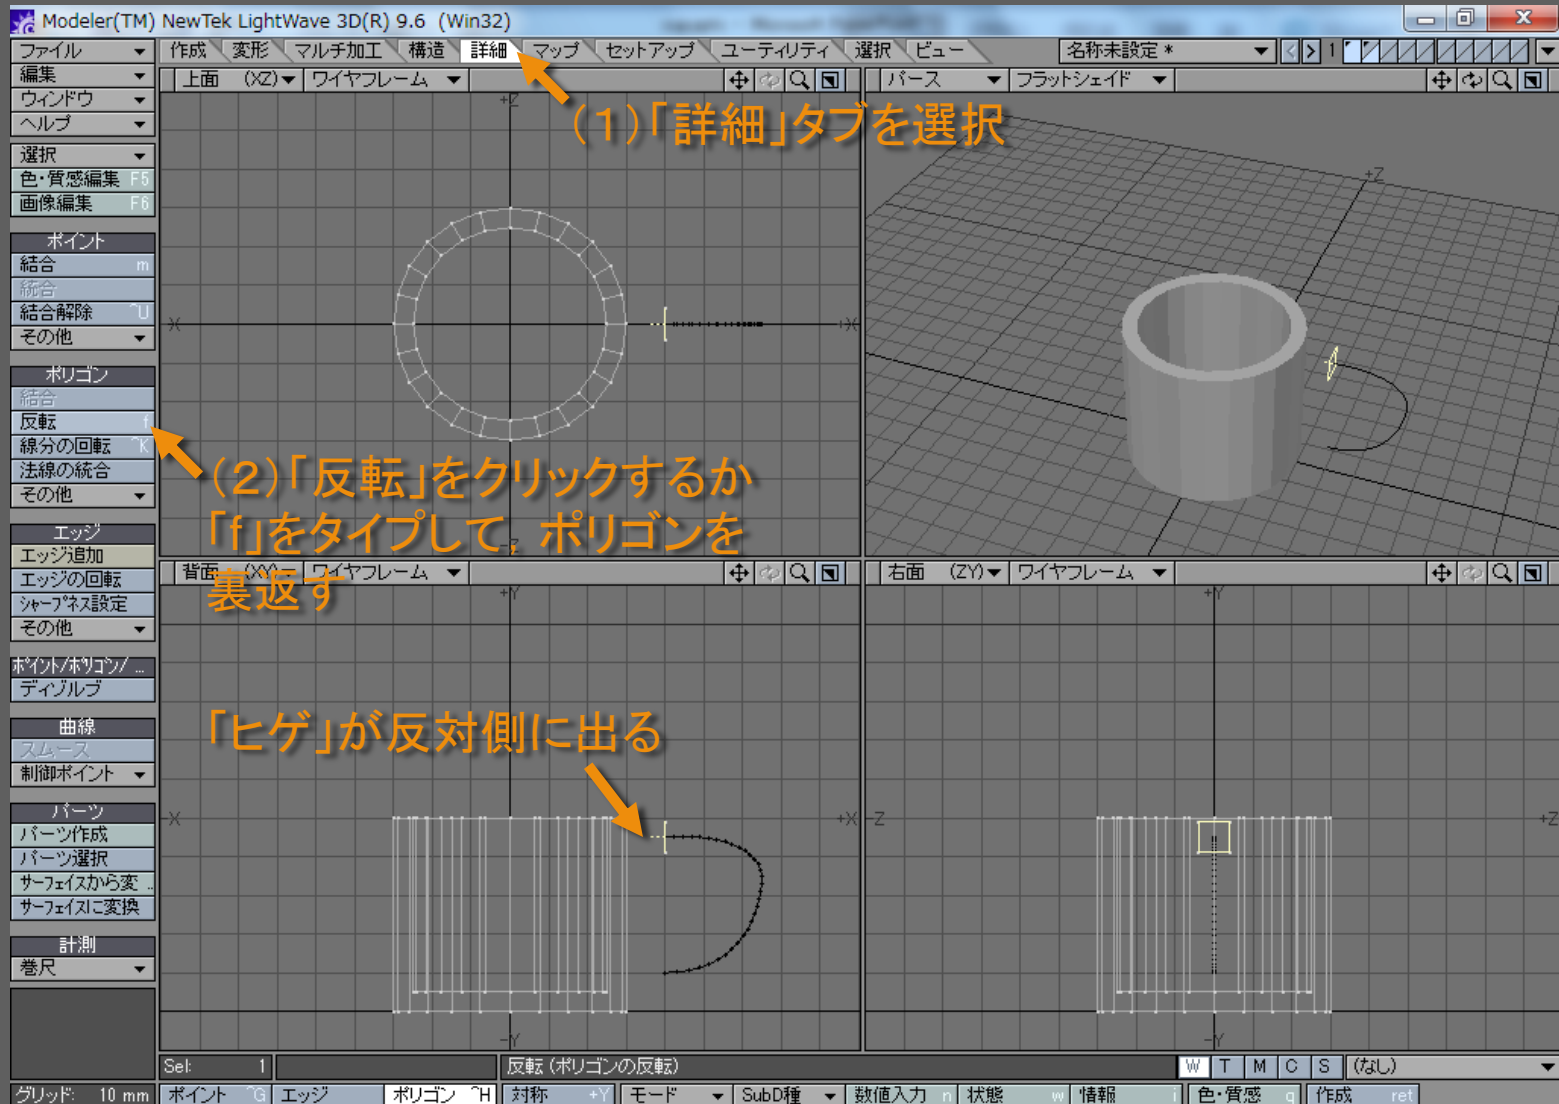 Modeler(TM) NewTek LightWave 3D(R) 9.6 (Win32)
ファイル
作成 変形 マルチ加工 構造 詳細 マップ セットアップ ユーティリティ 選択 ビュー
名称未設定 *
1
編集
ウィンドウ
ヘルプ
選択
色・質感編集 F5
画像編集 F6
ポイント
結合 m
統合
結合解除 ^U
その他
ポリゴン
結合
反転 f
線分の回転 ^K
法線の統合
その他
エッジ
エッジ追加
エッジの回転
シャープネス設定
その他
ポイント/ポリゴン/ ...
ディゾルブ
曲線
スムース
制御ポイント
パーツ
パーツ作成
パーツ選択
サーフェイスから変 ..
サーフェイスに変換
計測
巻尺
上面 (XZ) ワイヤフレーム
+Z
-X
+X
-Z
パース フラットシェイド
+Z
(1)「詳細」タブを選択
(2)「反転」をクリックするか
「f」をタイプして，ポリゴンを
裏返す
背面 (XY) ワイヤフレーム
+Y
-X
+X
-Y
「ヒゲ」が反対側に出る
右面 (ZY) ワイヤフレーム
+Y
-Z
+Z
-Y
Sel: 1
反転 (ポリゴンの反転)
W T M C S (なし)
グリッド: 10 mm
ポイント ^G エッジ ポリゴン ^H 対称 +Y モード SubD種 数値入力 n 状態 w 情報 i 色・質感 q 作成 ret